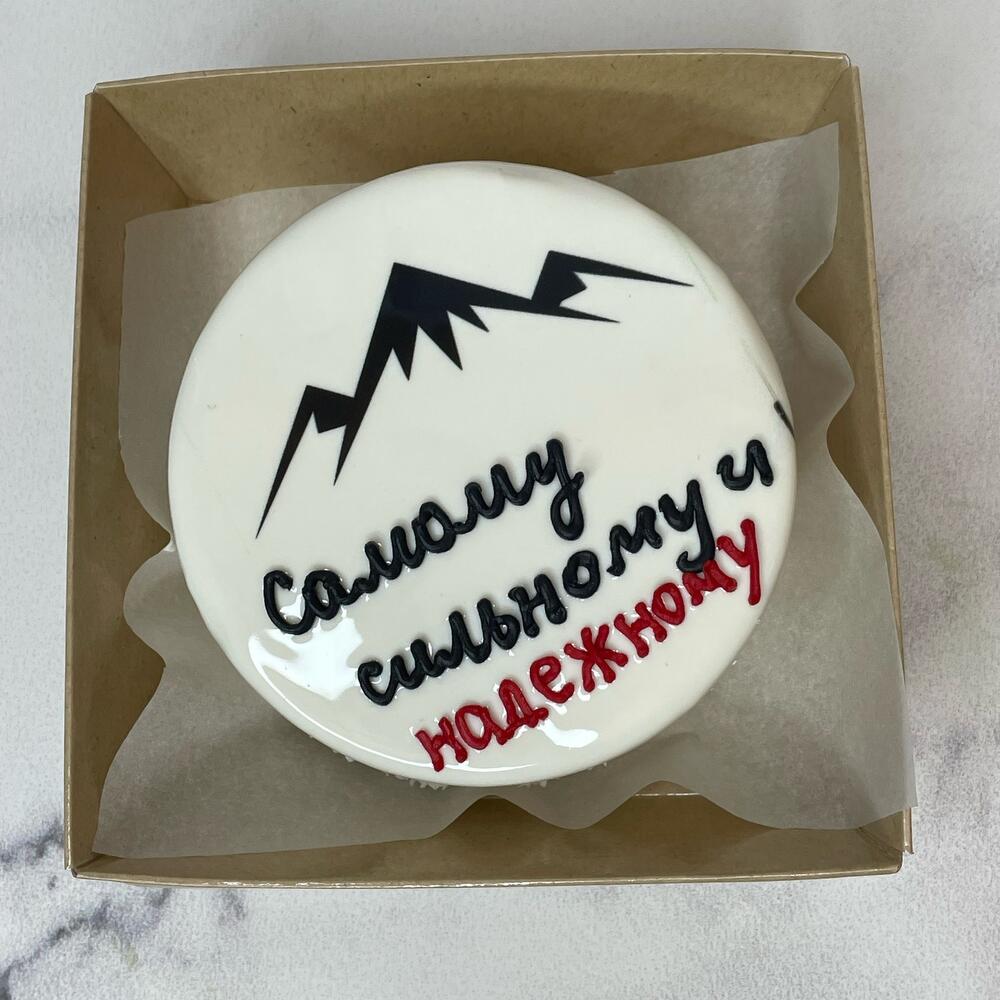 Самому
сильному и
надежному